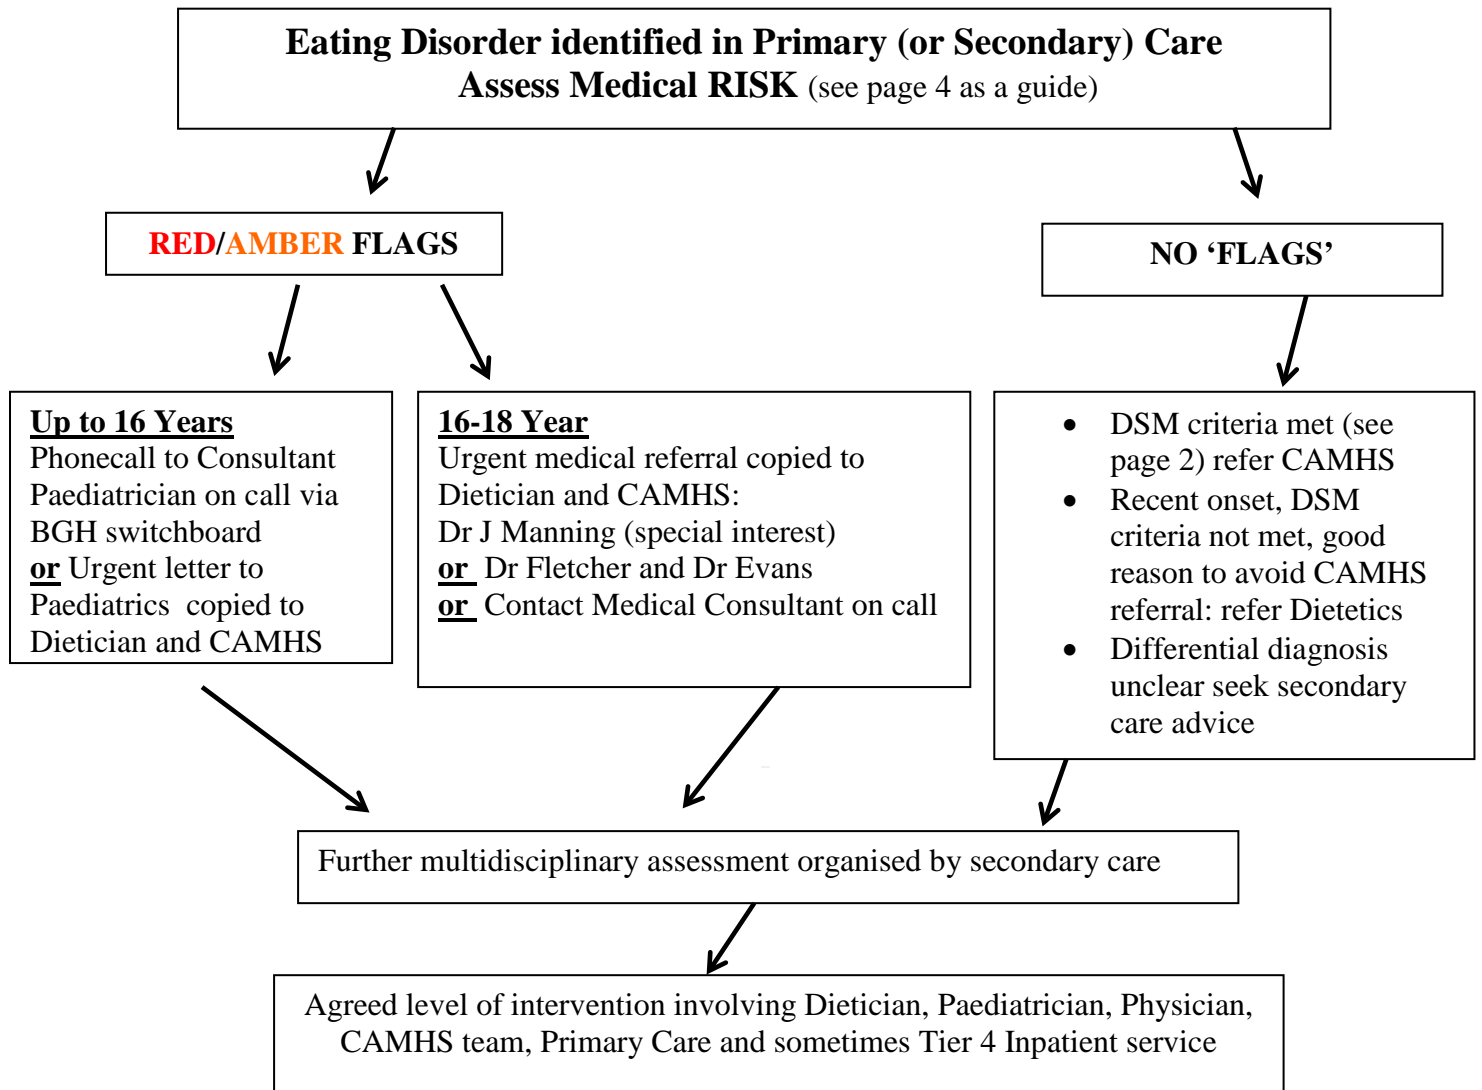 Eating Disorder identified in Primary (or Secondary) Care
Assess Medical RISK (see page 4 as a guide)
RED/AMBER FLAGS
NO ‘FLAGS’
Up to 16 Years
Phonecall to Consultant
Paediatrician on call via
BGH switchboard
or Urgent letter to
Paediatrics copied to
Dietician and CAMHS
16-18 Year
Urgent medical referral copied to
Dietician and CAMHS:
Dr J Manning (special interest)
or Dr Fletcher and Dr Evans
or Contact Medical Consultant on call
• DSM criteria met (see
page 2) refer CAMHS
• Recent onset, DSM
criteria not met, good
reason to avoid CAMHS
referral: refer Dietetics
• Differential diagnosis
unclear seek secondary
care advice
Further multidisciplinary assessment organised by secondary care
Agreed level of intervention involving Dietician, Paediatrician, Physician,
CAMHS team, Primary Care and sometimes Tier 4 Inpatient service